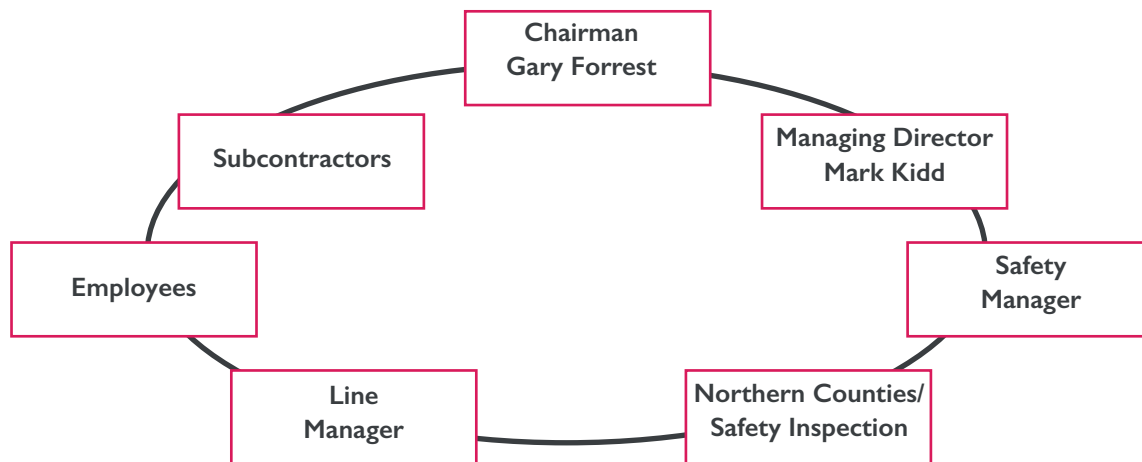 Chairman
Gary Forrest
Subcontractors
Managing Director
Mark Kidd
Employees
Safety
Manager
Line
Manager
Northern Counties/
Safety Inspection